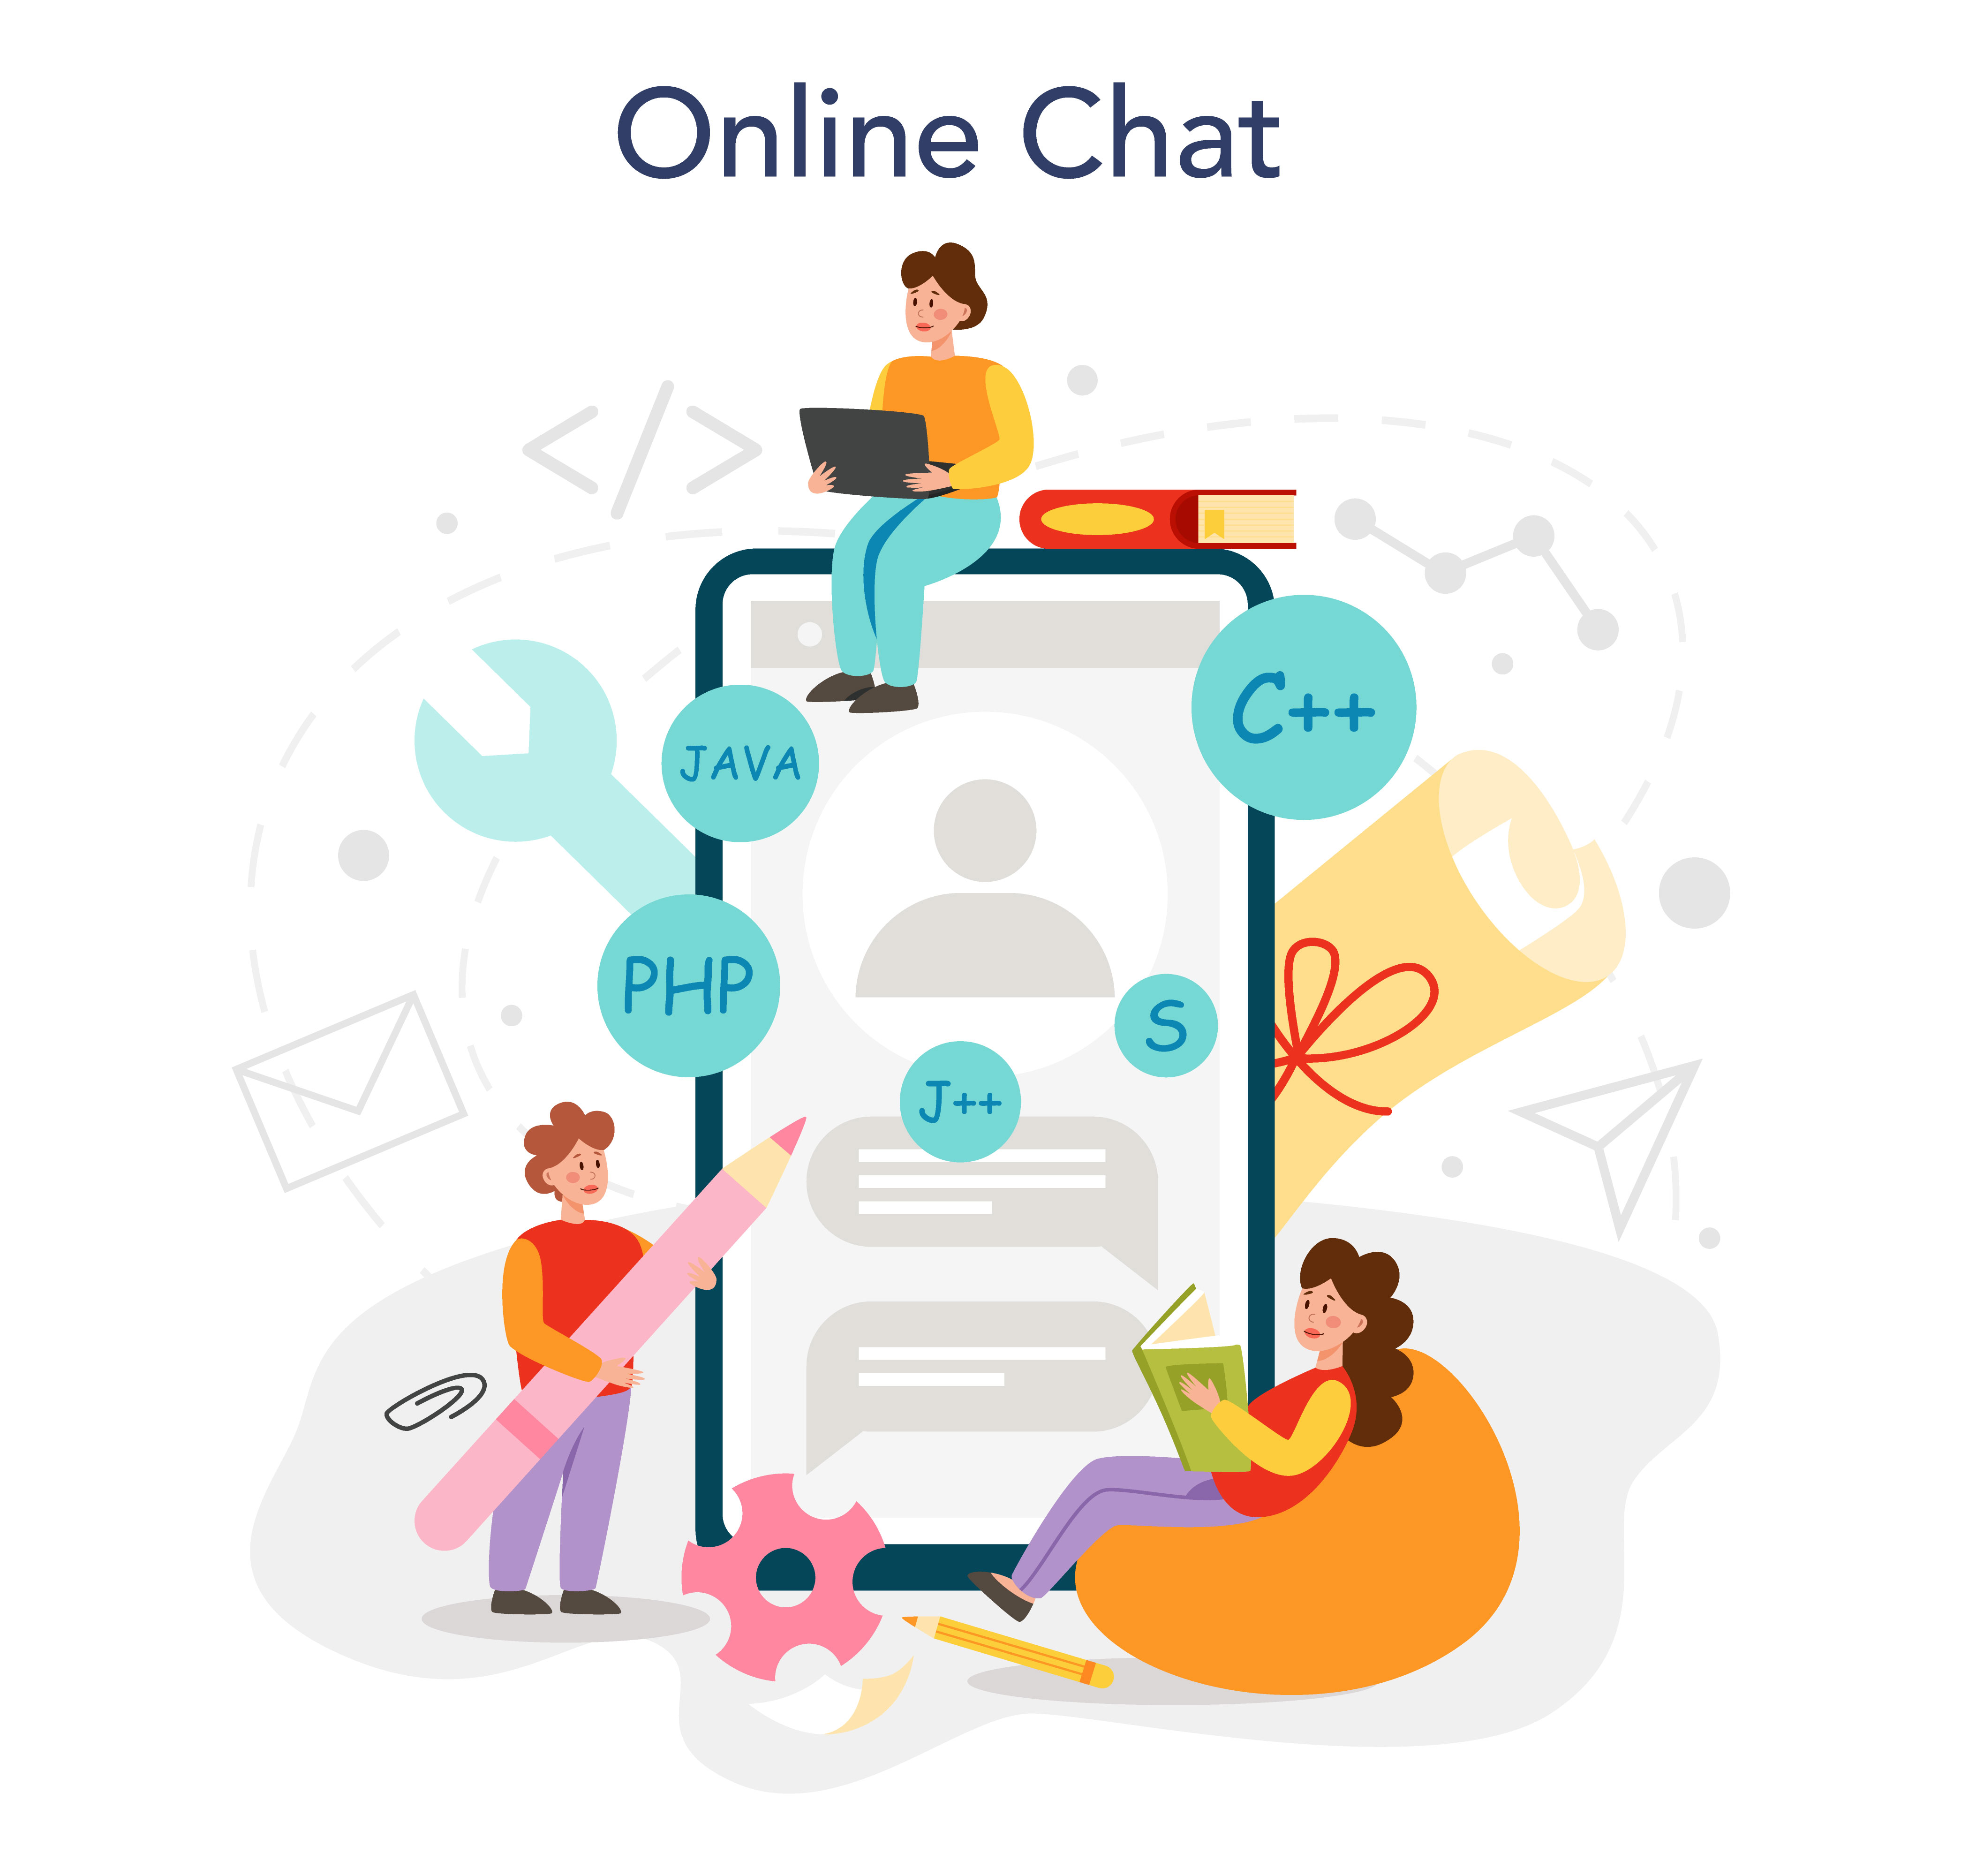 Online Chat
C++
JAVA
PHP
S
J++